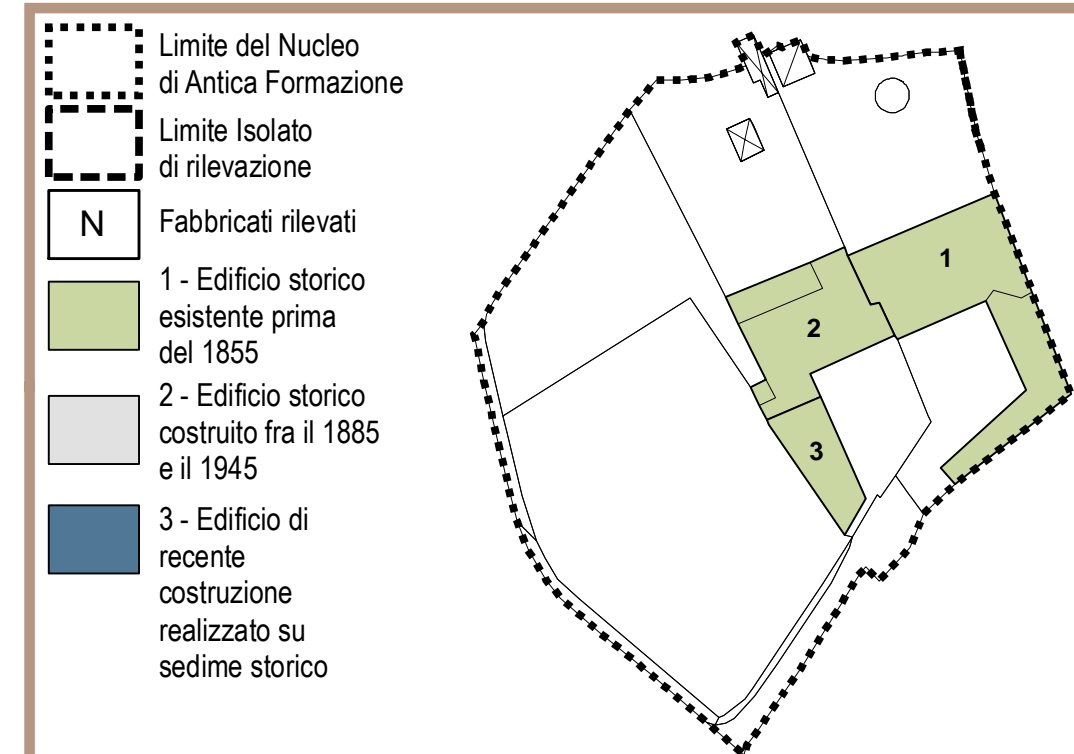 Limite del Nucleo
di Antica Formazione
Limite Isolato
di rilevazione
N
Fabbricati rilevati
1 - Edificio storico
esistente prima
del 1855
2 - Edificio storico
costruito fra il 1885
e il 1945
3 - Edificio di
recente
costruzione
realizzato su
sedime storico
1
2
3